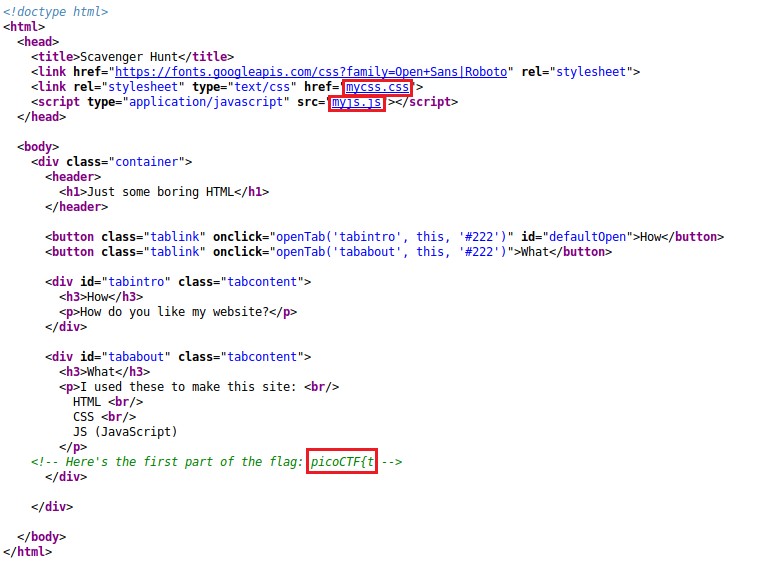 <!doctype html>
<html>
<head>
<title>Scavenger Hunt</title>
<link href="https://fonts.googleapis.com/css?family=Open+Sans|Roboto" rel="stylesheet">
<link rel="stylesheet" type="text/css" href="mycss.css">
<script type="application/javascript" src="myjs.js"></script>
</head>
<body>
<div class="container">
<header>
<h1>Just some boring HTML</h1>
</header>
<button class="tablink" onclick="openTab('tabintro', this, '#222')" id="defaultOpen">How</button>
<button class="tablink" onclick="openTab('tababout', this, '#222')">What</button>
<div id="tabintro" class="tabcontent">
<h3>How</h3>
<p>How do you like my website?</p>
</div>
<div id="tababout" class="tabcontent">
<h3>What</h3>
<p>I used these to make this site: <br/>
HTML <br/>
CSS <br/>
JS (JavaScript)
</p>
<!-- Here's the first part of the flag: picoCTF{t -->
</div>
</div>
</body>
</html>